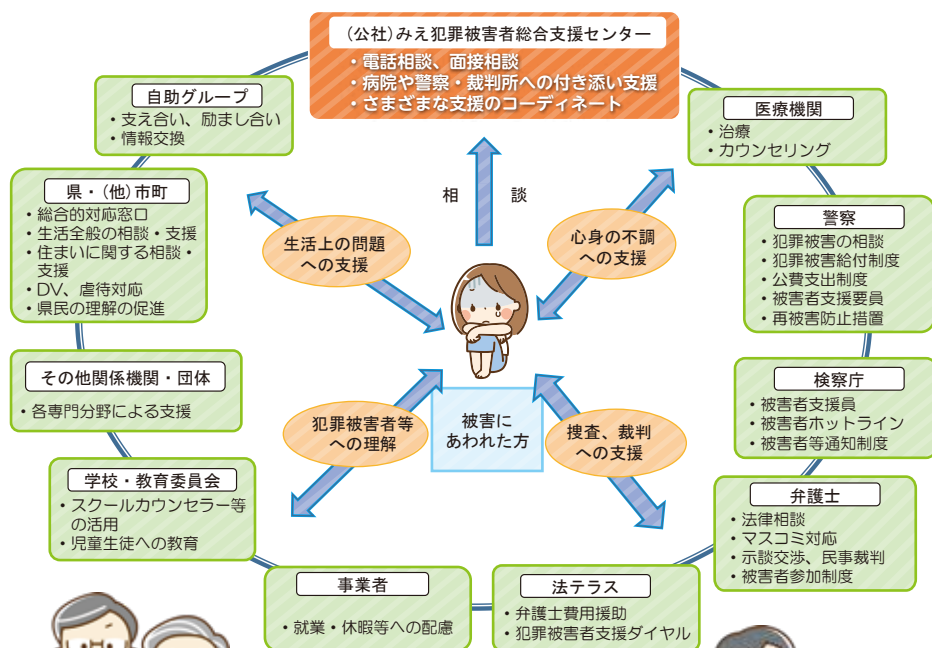 (公社)みえ犯罪被害者総合支援センター
・電話相談、面接相談
・病院や警察・裁判所への付き添い支援
・さまざまな支援のコーディネート
自助グループ
・支え合い、励まし合い
・情報交換
医療機関
・治療
・カウンセリング
県・(他)市町
・総合的対応窓口
・生活全般の相談・支援
・住まいに関する相談・
支援
・DV、虐待対応
・県民の理解の促進
相談
警察
・犯罪被害の相談
・犯罪被害給付制度
・公費支出制度
・被害者支援要員
・再被害防止措置
生活上の問題
への支援
心身の不調
への支援
その他関係機関・団体
・各専門分野による支援
犯罪被害者等
への理解
被害に
あわれた方
捜査、裁判
への支援
検察庁
・被害者支援員
・被害者ホットライン
・被害者等通知制度
学校・教育委員会
・スクールカウンセラー等
の活用
・児童生徒への教育
弁護士
・法律相談
・マスコミ対応
・示談交渉、民事裁判
・被害者参加制度
事業者
・就業・休暇等への配慮
法テラス
・弁護士費用援助
・犯罪被害者支援ダイヤル